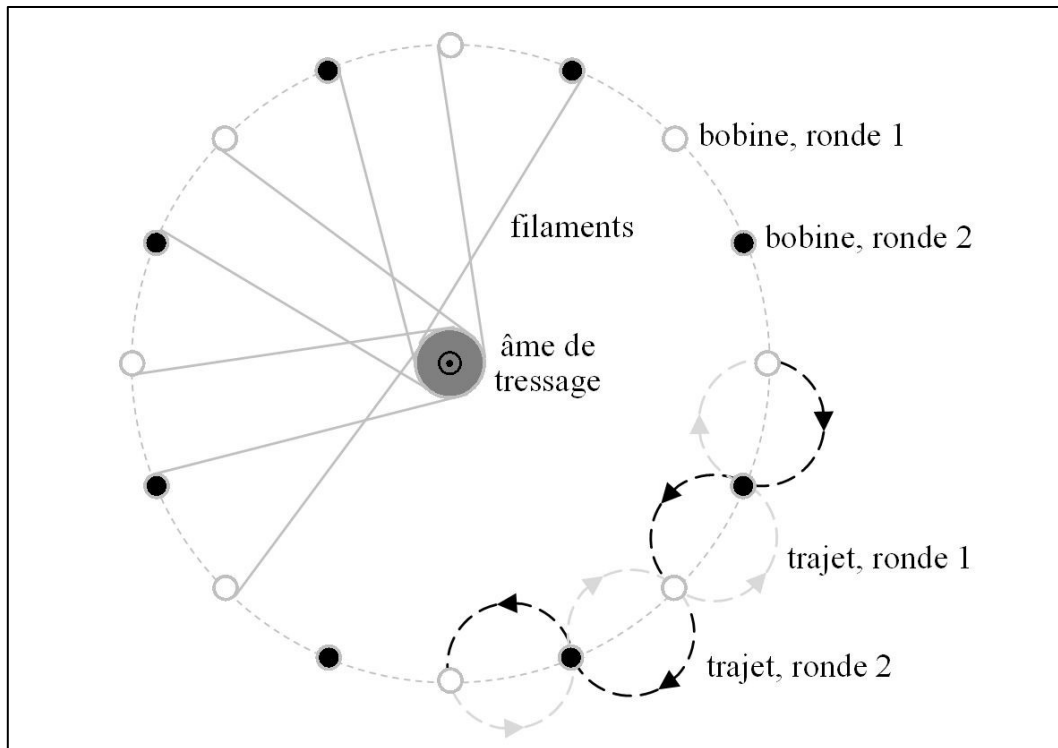 bobine, ronde 1
filaments
bobine, ronde 2
âme de
tressage
trajet, ronde 1
trajet, ronde 2